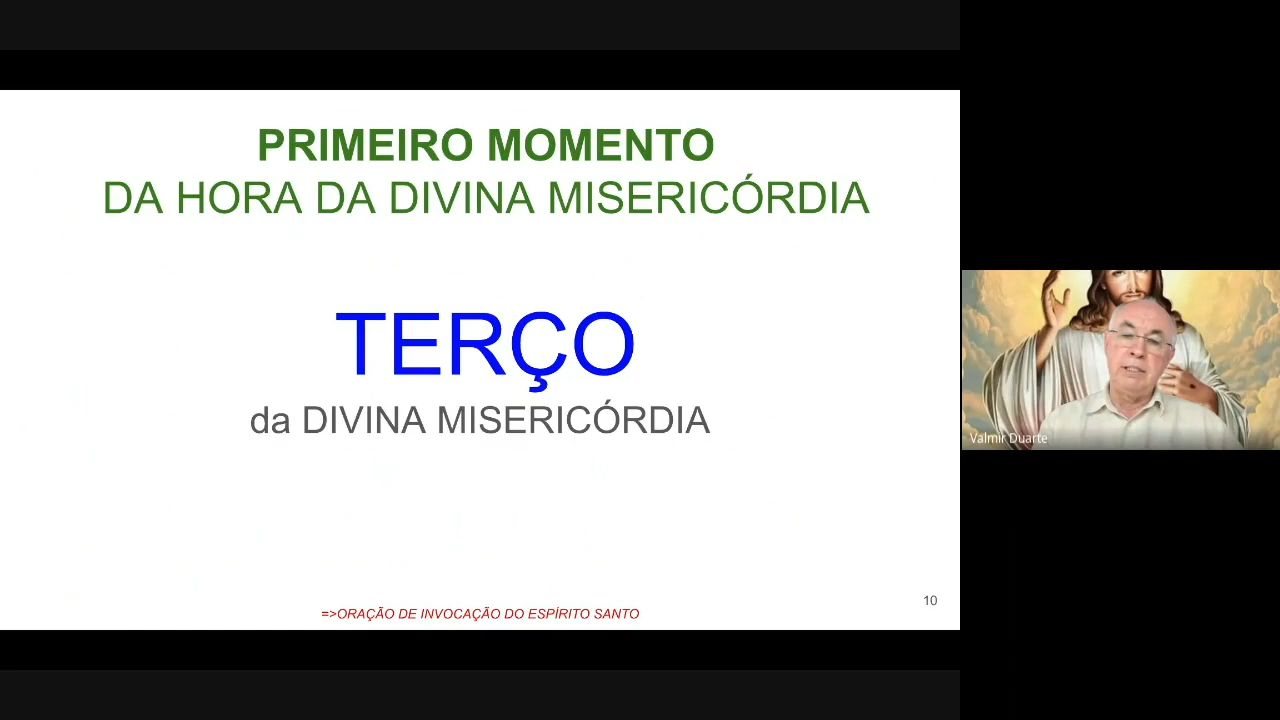 PRIMEIRO MOMENTO
DA HORA DA DIVINA MISERICÓRDIA
TERÇO
da DIVINA MISERICÓRDIA
=>ORAÇÃO DE INVOCAÇÃO DO ESPÍRITO SANTO
10
Valmir Duarte